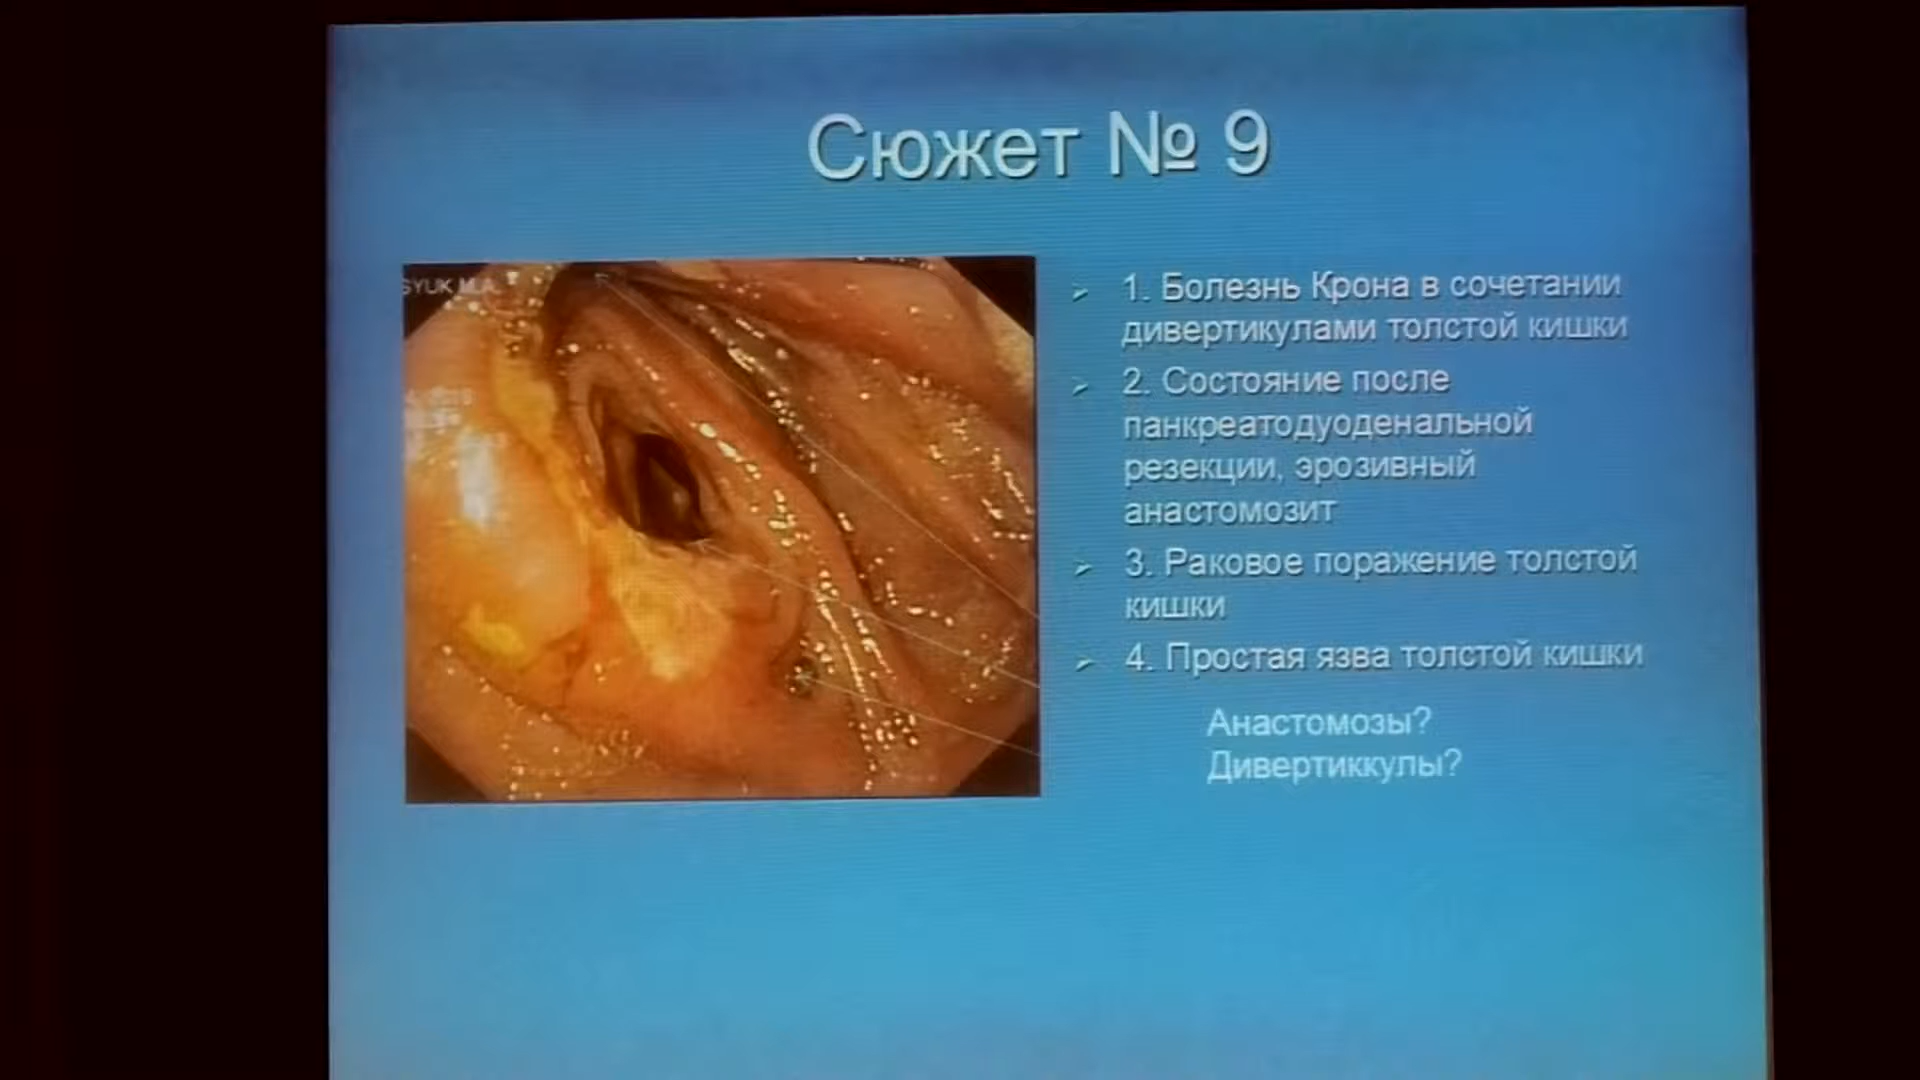 Сюжет № 9
SYUK M.A.
1. Болезнь Крона в сочетании
дивертикулами толстой кишки
2. Состояние после
панкреатодуоденальной
резекции, эрозивный
анастомозит
3. Раковое поражение толстой
кишки
4. Простая язва толстой кишки
Анастомозы?
Дивертиккулы?